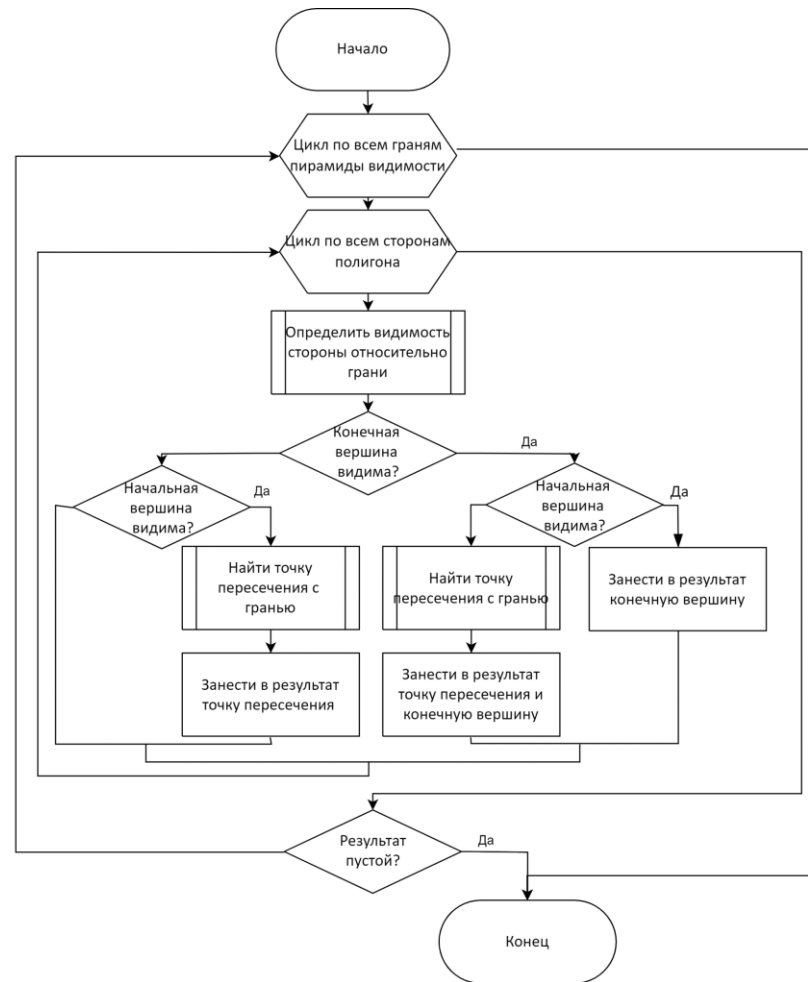 Начало
Цикл по всем граням
пирамиды видимости
Цикл по всем сторонам
полигона
Определить видимость
стороны относительно
грани
Конечная
вершина
видима?
Да
Начальная
вершина
видима?
Да
Начальная
вершина
видима?
Да
Найти точку
пересечения с
гранью
Найти точку
пересечения с гранью
Занести в результат
конечную вершину
Занести в результат
точку пересечения
Занести в результат
точку пересечения и
конечную вершину
Результат
пустой?
Да
Конец